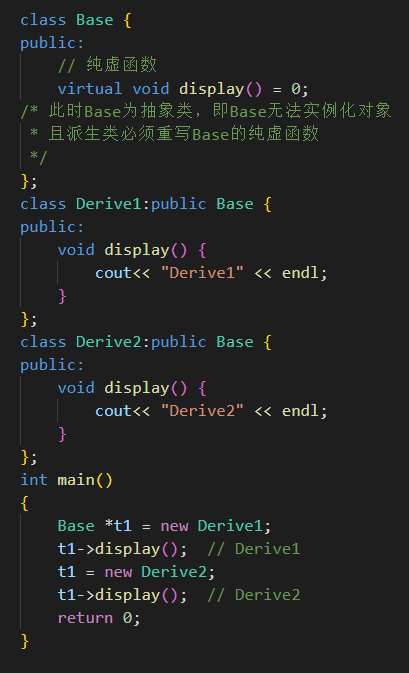 class Base {
public:
    // 纯虚函数
    virtual void display() = 0;
/* 此时Base为抽象类，即Base无法实例化对象
 * 且派生类必须重写Base的纯虚函数
 */
};
class Derive1:public Base {
public:
    void display() {
        cout<< "Derive1" << endl;
    }
};
class Derive2:public Base {
public:
    void display() {
        cout<< "Derive2" << endl;
    }
};
int main()
{
    Base *t1 = new Derive1;
    t1->display();  // Derive1
    t1 = new Derive2;
    t1->display();  // Derive2
    return 0;
}